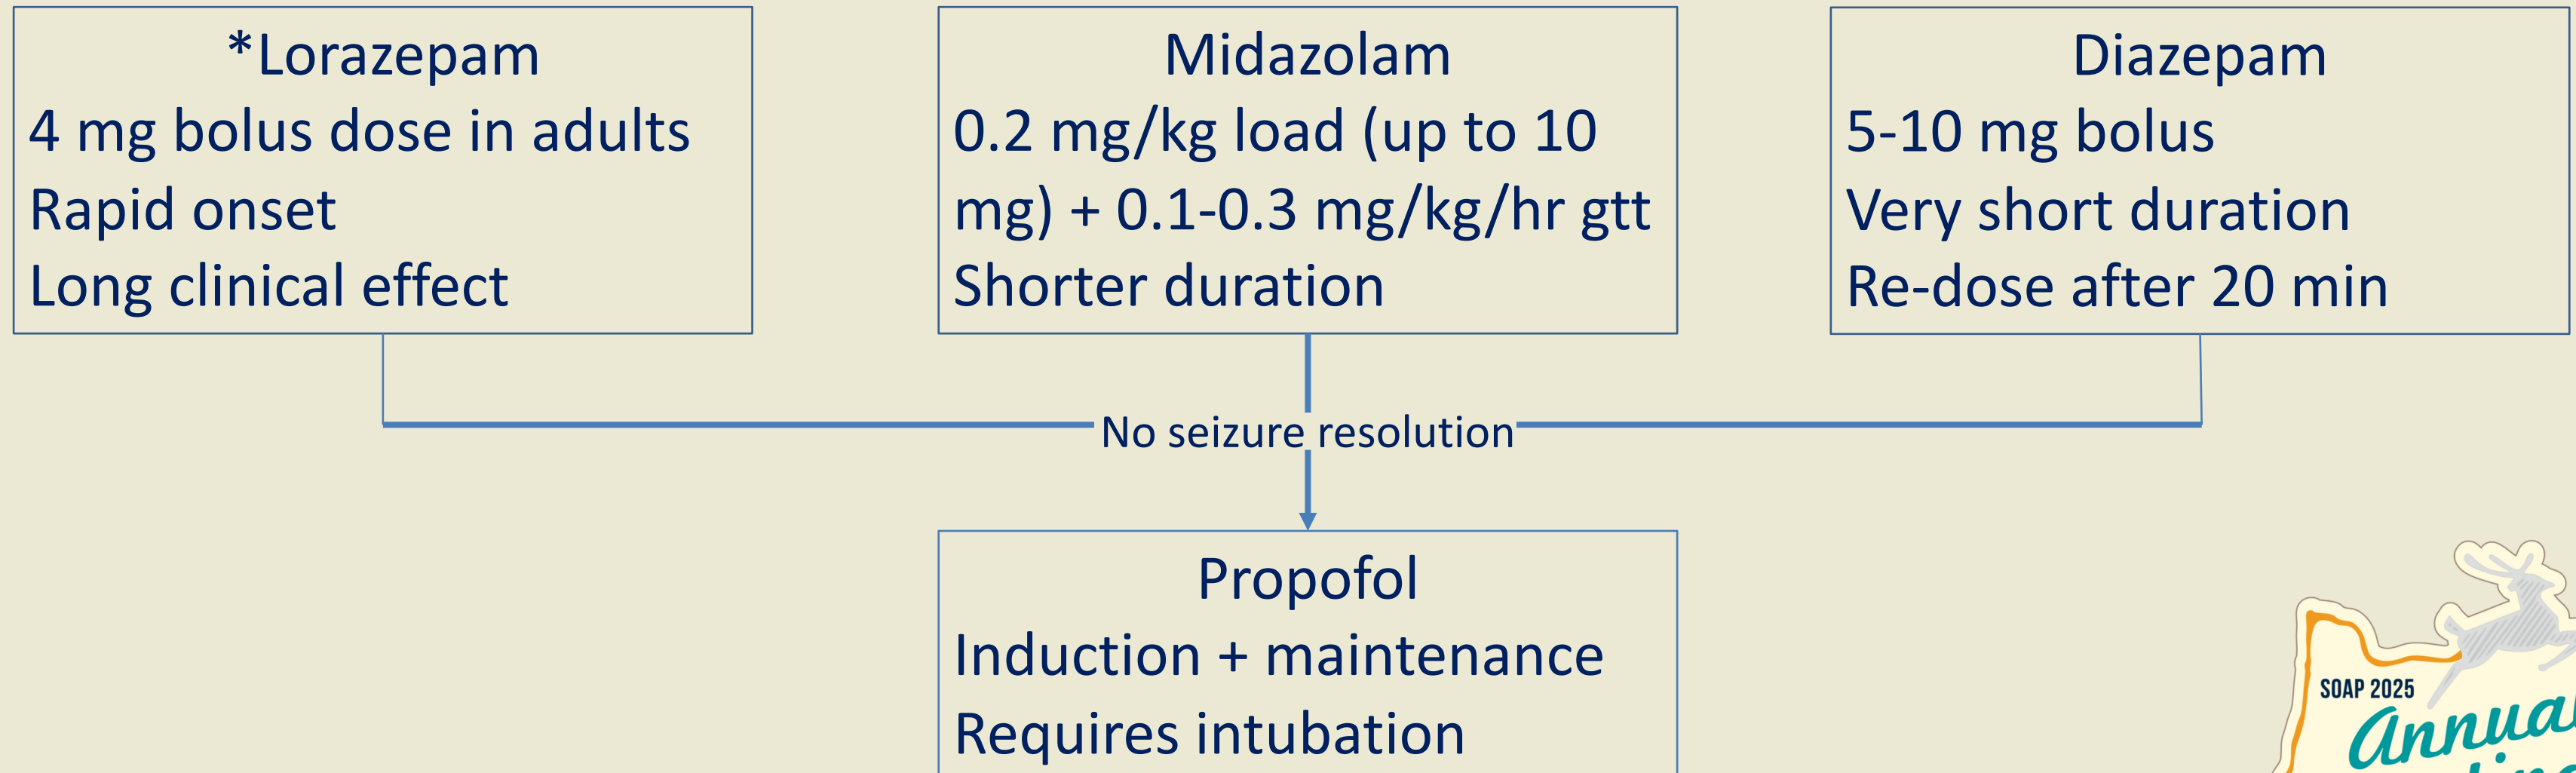 *Lorazepam
4 mg bolus dose in adults
Rapid onset
Long clinical effect
Midazolam
0.2 mg/kg load (up to 10
mg) + 0.1-0.3 mg/kg/hr gtt
Shorter duration
Diazepam
5-10 mg bolus
Very short duration
Re-dose after 20 min
No seizure resolution
Propofol
Induction + maintenance
Requires intubation
SOAP 2025